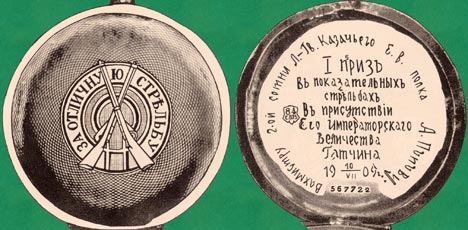 ЗА ОТЛИЧНУЮ СТРѢЛЬБУ
Вахмистру 2-ой сотни Л-Гв. Казачьего Е. В. полка А. Попову.
I Призъ
Въ показательныхъ
стрѣльбахъ
Въ присутствіи
Его Императорскаго
Величества
Гатчина
19 10/VII 09 г.
567722